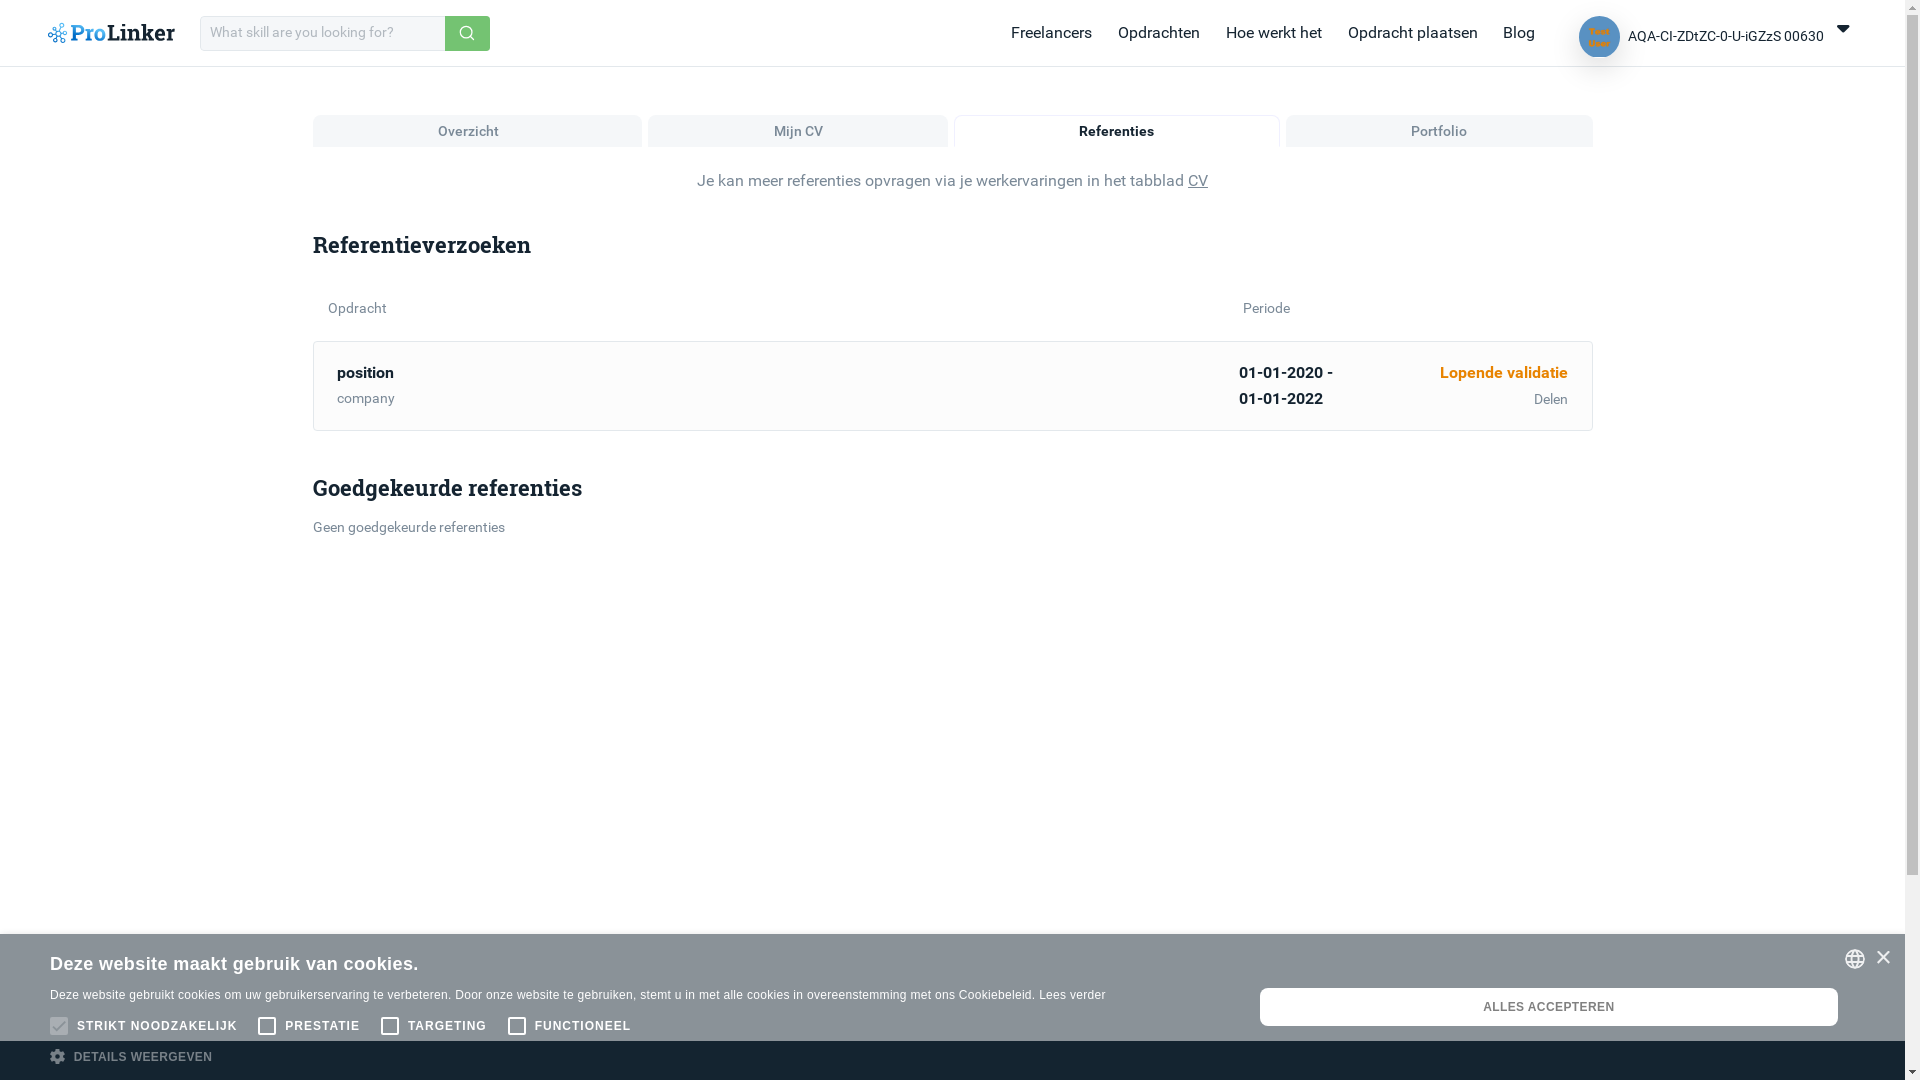 ProLinker
What skill are you looking for?
Freelancers
Opdrachten
Hoe werkt het
Opdracht plaatsen
Blog
Test
User
AQA-CI-ZDtZC-0-U-iGZzS 00630
Overzicht
Mijn CV
Referenties
Portfolio
Je kan meer referenties opvragen via je werkervaringen in het tabblad CV
Referentieverzoeken
Opdracht
Periode
position
company
01-01-2020 -
01-01-2022
Lopende validatie
Delen
Goedgekeurde referenties
Geen goedgekeurde referenties
Deze website maakt gebruik van cookies.
Deze website gebruikt cookies om uw gebruikerservaring te verbeteren. Door onze website te gebruiken, stemt u in met alle cookies in overeenstemming met ons Cookiebeleid. Lees verder
STRIKT NOODZAKELIJK
PRESTATIE
TARGETING
FUNCTIONEEL
DETAILS WEERGEVEN
ALLES ACCEPTEREN